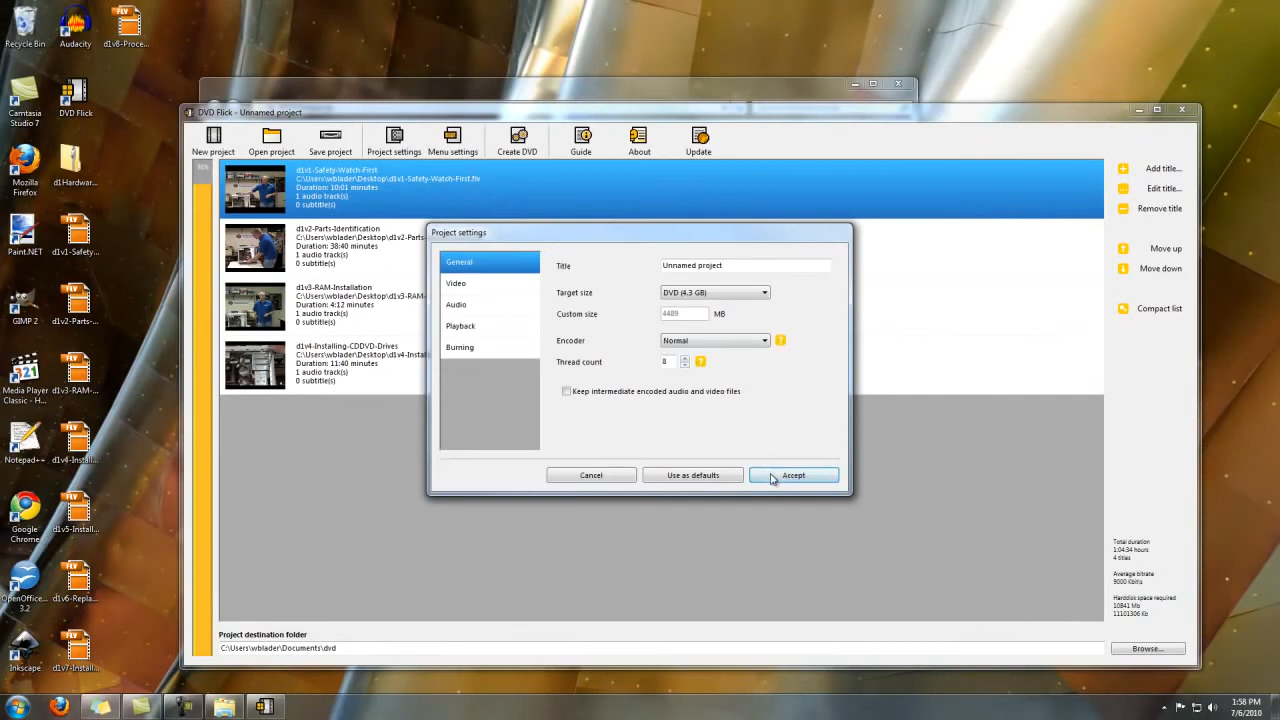 Recycle Bin
Audacity
d1v8-Proce...
Camtasia
Studio 7
DVD Flick
Mozilla
Firefox
d1Hardwar...
Paint.NET
d1v1-Safety...
GIMP 2
d1v2-Parts-...
Media Player
Classic - H...
d1v3-RAM-...
Notepad++
d1v4-Install...
Google
Chrome
d1v5-Install...
OpenOffice...
3.2
d1v6-Repla...
Inkscape
d1v7-Install...
DVD Flick - Unnamed project
New project
Open project
Save project
Project settings
Menu settings
Create DVD
Guide
About
Update
d1v1-Safety-Watch-First
C:\Users\wblader\Desktop\d1v1-Safety-Watch-First.flv
Duration: 10:01 minutes
1 audio track(s)
0 subtitle(s)
d1v2-Parts-Identification
C:\Users\wblader\Desktop\d1v2-Parts-
Duration: 38:40 minutes
1 audio track(s)
0 subtitle(s)
d1v3-RAM-Installation
C:\Users\wblader\Desktop\d1v3-RAM-
Duration: 4:12 minutes
1 audio track(s)
0 subtitle(s)
d1v4-Installing-CDDVD-Drives
C:\Users\wblader\Desktop\d1v4-Install
Duration: 11:40 minutes
1 audio track(s)
0 subtitle(s)
Project settings
General
Video
Audio
Playback
Burning
Title
Unnamed project
Target size
DVD (4.3 GB)
Custom size
4489
MB
Encoder
Normal
?
Thread count
8
?
Keep intermediate encoded audio and video files
Cancel
Use as defaults
Accept
Add title...
Edit title...
Remove title
Move up
Move down
Compact list
Total duration
1:04:34 hours
4 titles
Average bitrate
9000 Kbit/s
Harddisk space required
10841 Mb
11101306 Kb
Project destination folder
C:\Users\wblader\Documents\dvd
Browse...
1:58 PM
7/6/2010